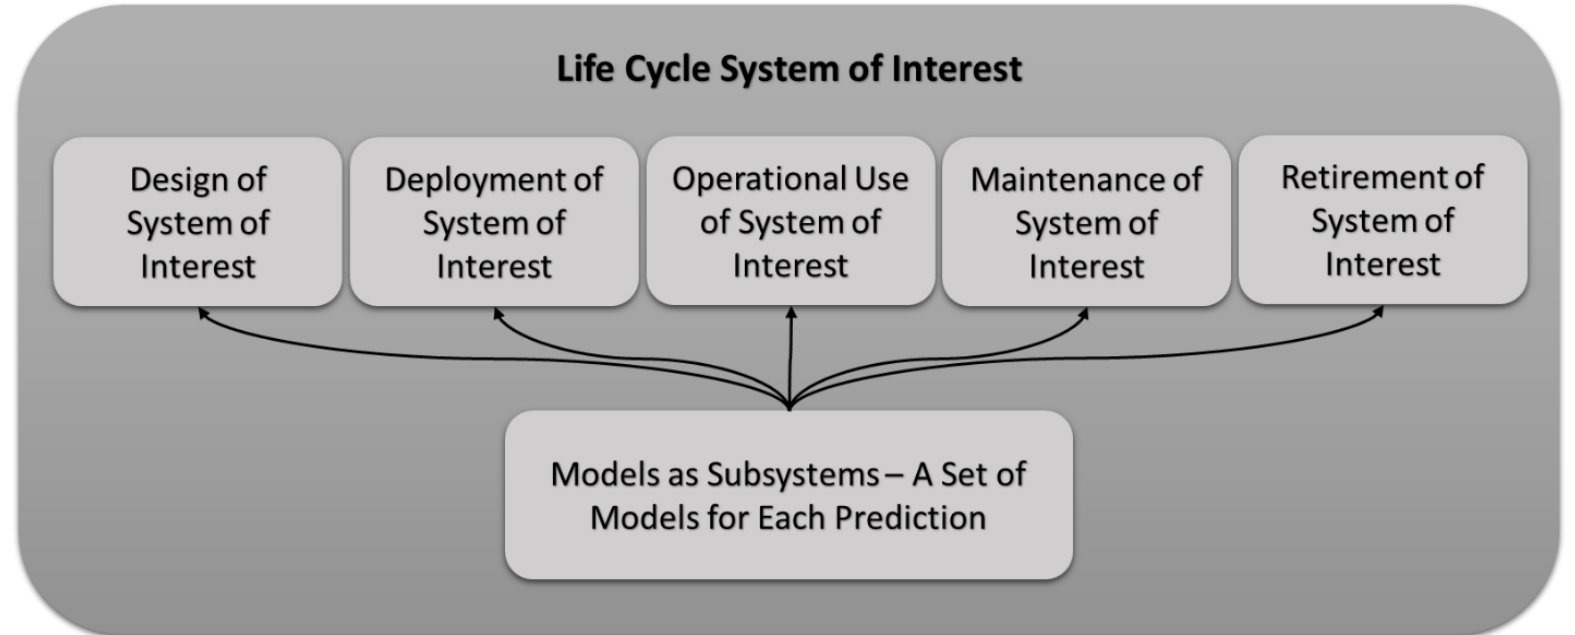 Life Cycle System of Interest
Design of
System of
Interest
Deployment of
System of
Interest
Operational Use
of System of
Interest
Maintenance of
System of
Interest
Retirement of
System of
Interest
Models as Subsystems – A Set of
Models for Each Prediction